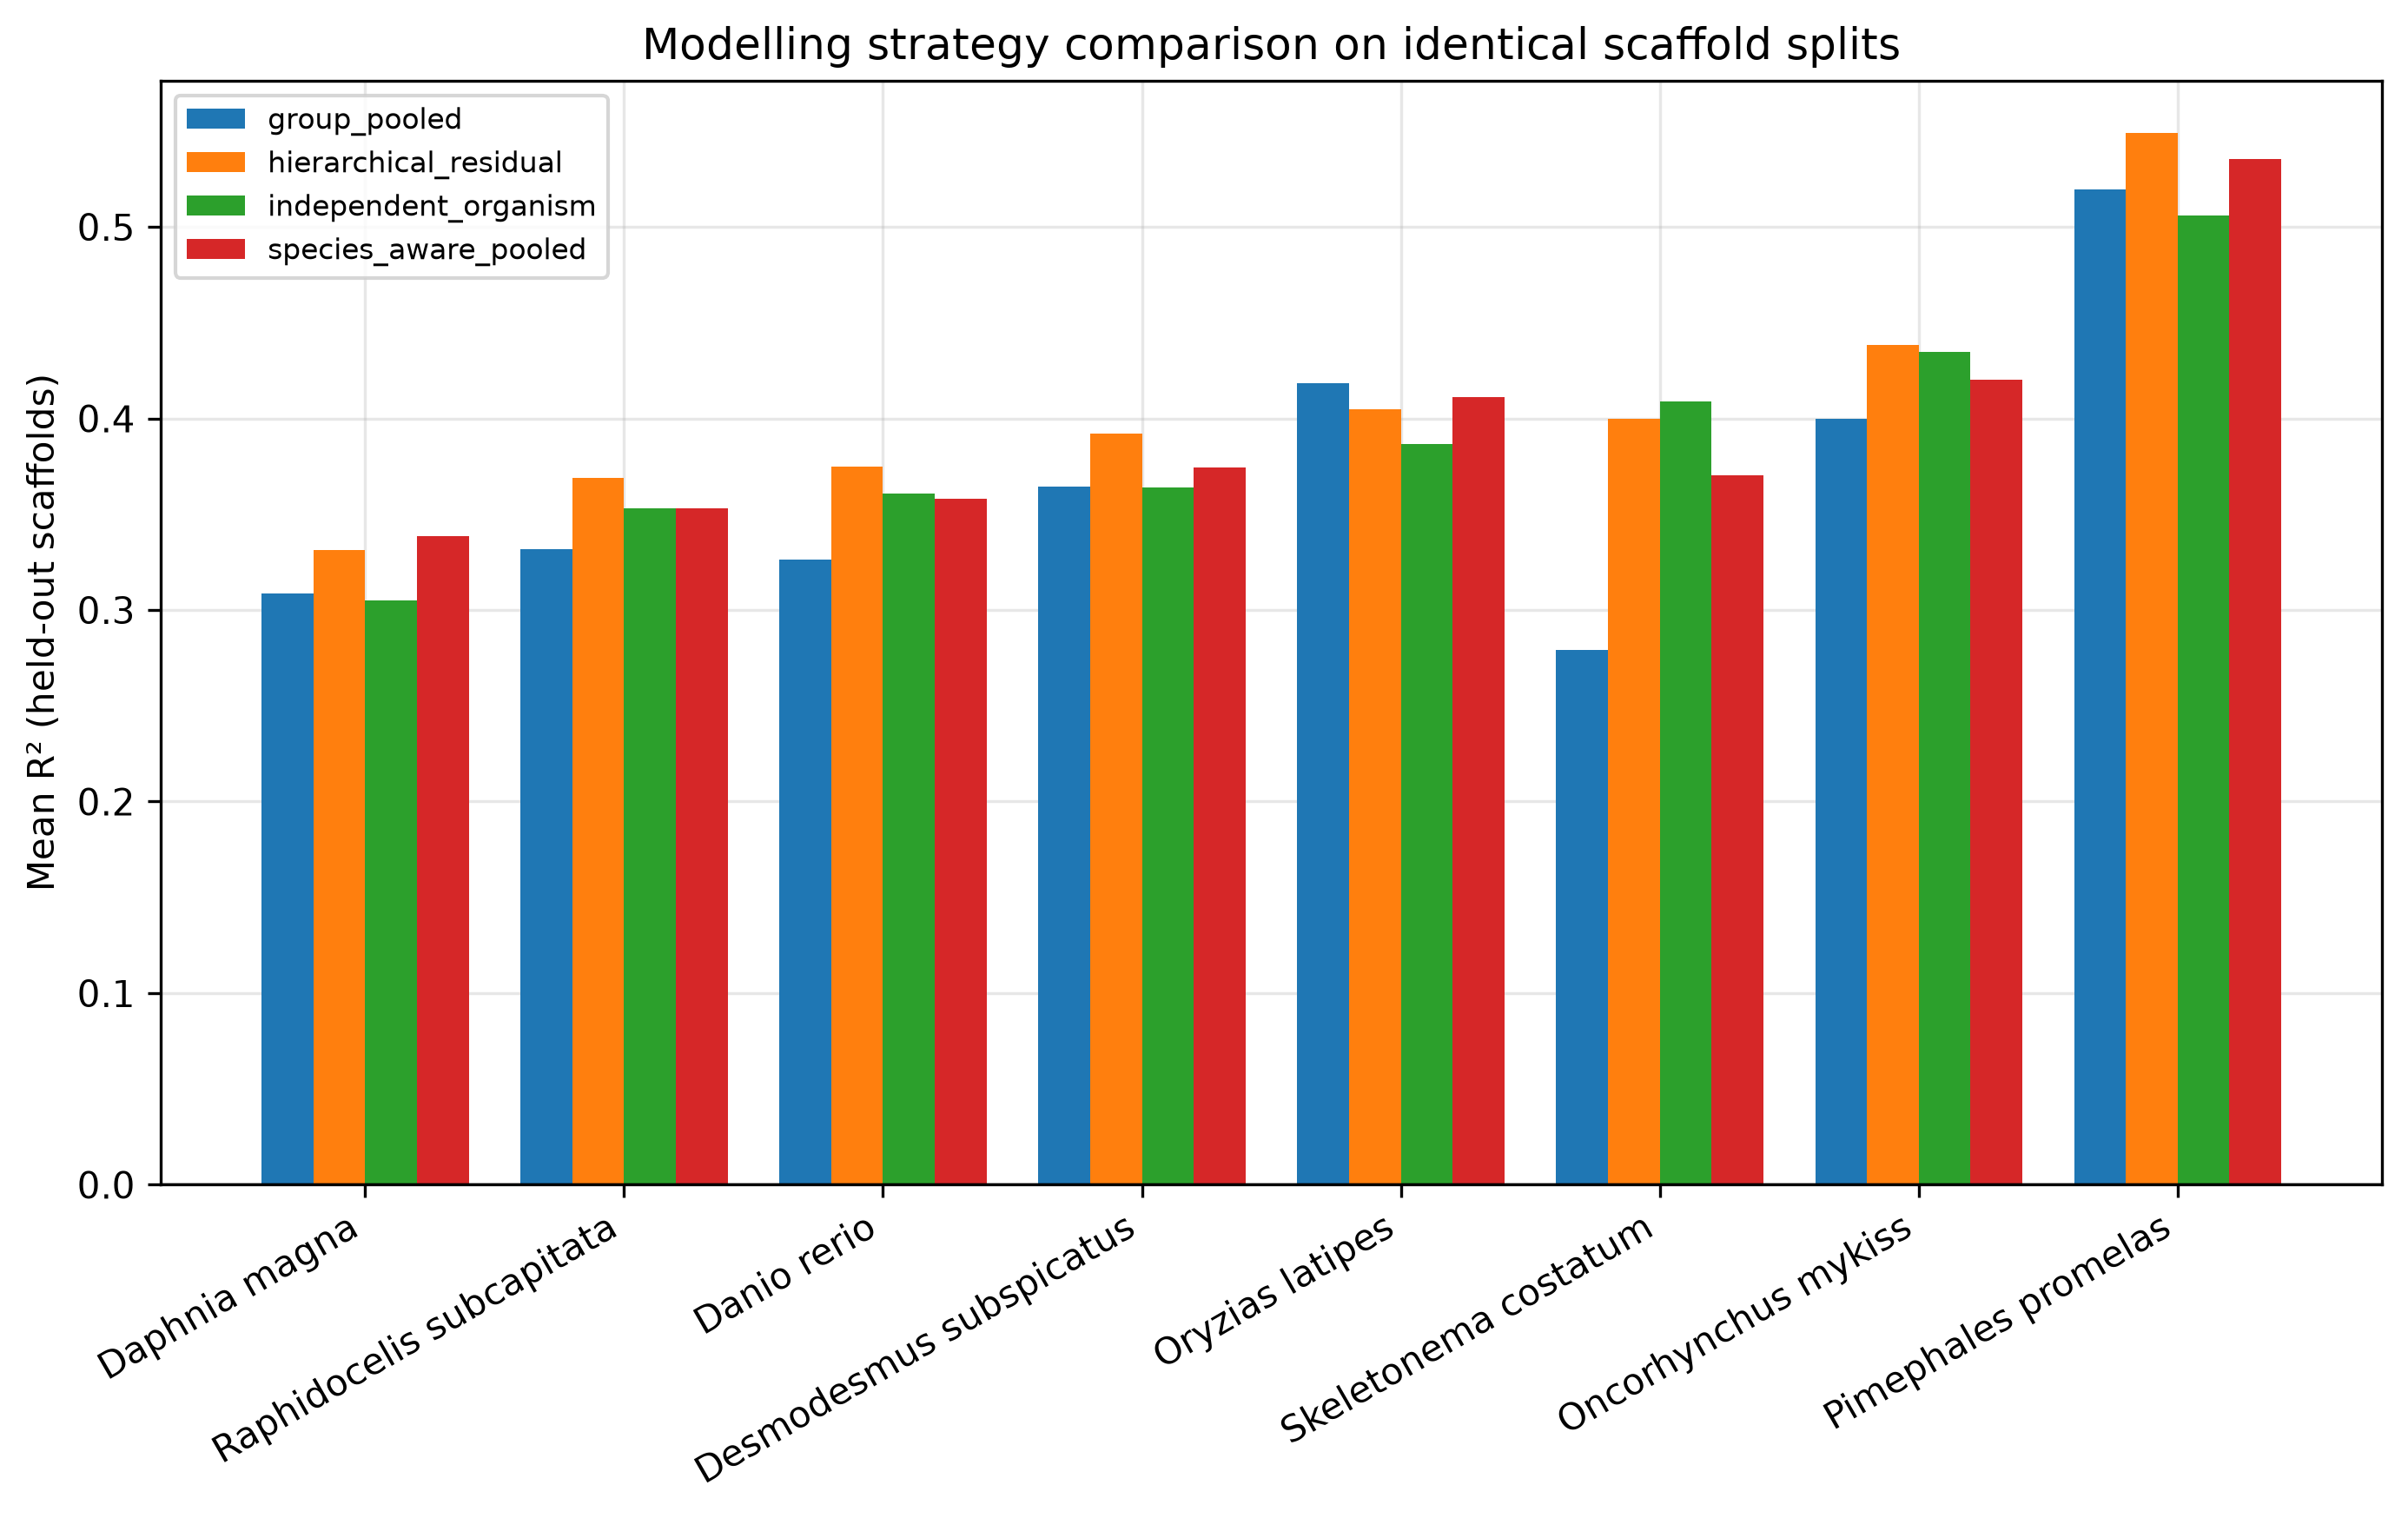 Modelling strategy comparison on identical scaffold splits
group_pooled
hierarchical_residual
independent_organism
species_aware_pooled
Mean R² (held-out scaffolds)
0.5
0.4
0.3
0.2
0.1
0.0
Daphnia magna
Raphidocelis subcapitata
Danio rerio
Desmodesmus subspicatus
Oryzias latipes
Skeletonema costatum
Oncorhynchus mykiss
Pimephales promelas